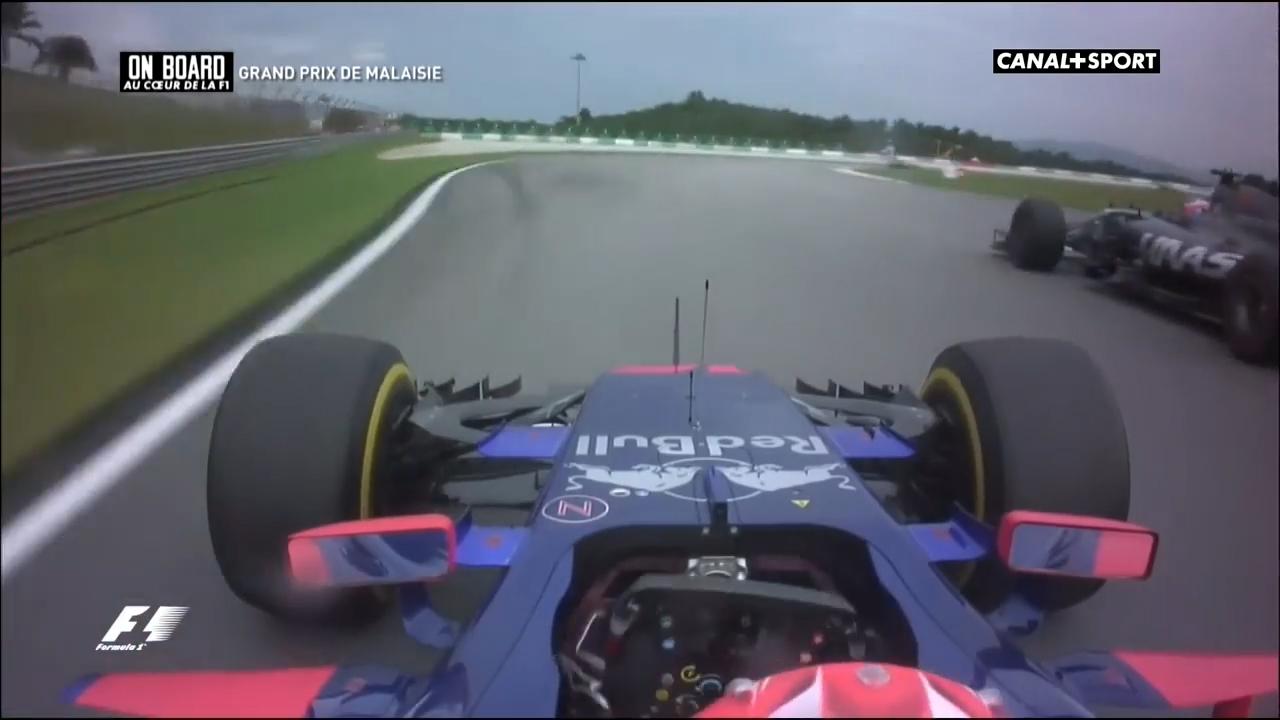 ON BOARD
AU CŒUR DE LA F1
GRAND PRIX DE MALAISIE
CANAL+SPORT
HAAS
Red Bull
F1
Formula 1